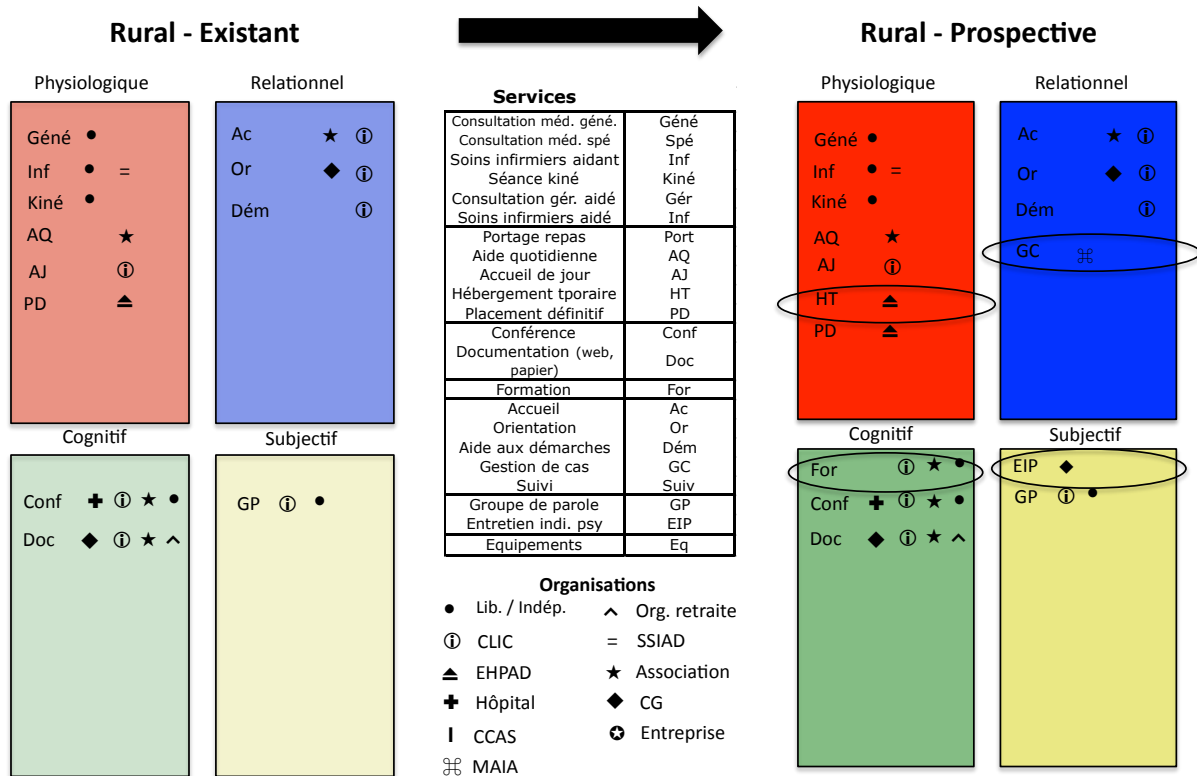 Rural - Existant
Rural - Prospective
Physiologique
Relationnel
Géné ●
Inf ● =
Kiné ●
AQ ★
AJ ⓘ
PD ⏏
Ac ★ ⓘ
Or ◆ ⓘ
Dém ⓘ
Cognitif
Subjectif
Conf ✚ ⓘ ★ ●
Doc ◆ ⓘ ★ ^
GP ⓘ ●
Services
Consultation méd. géné. Géné
Consultation méd. spé Spé
Soins infirmiers aidant Inf
Séance kiné Kiné
Consultation gér. aidé Gér
Soins infirmiers aidé Inf
Portage repas Port
Aide quotidienne AQ
Accueil de jour AJ
Hébergement tporaire HT
Placement définitif PD
Conférence Conf
Documentation (web,
papier) Doc
Formation For
Accueil Ac
Orientation Or
Aide aux démarches Dém
Gestion de cas GC
Suivi Suiv
Groupe de parole GP
Entretien indi. psy EIP
Equipements Eq
Organisations
● Lib. / Indép.
^ Org. retraite
ⓘ CLIC
= SSIAD
⏏ EHPAD
★ Association
✚ Hôpital
◆ CG
I CCAS
✪ Entreprise
⌘ MAIA
Physiologique
Relationnel
Géné ●
Inf ● =
Kiné ●
AQ ★
AJ ⓘ
HT ⏏
PD ⏏
Ac ★ ⓘ
Or ◆ ⓘ
Dém ⓘ
GC ⌘
Cognitif
Subjectif
For ⓘ ★ ●
Conf ✚ ⓘ ★ ●
Doc ◆ ⓘ ★ ^
EIP ◆
GP ⓘ ●